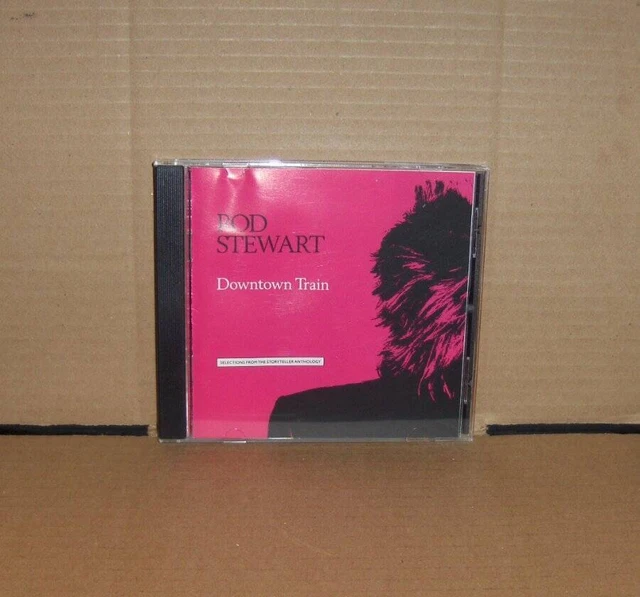 ROD
STEWART
Downtown Train
SELECTIONS FROM THE STORYTELLER ANTHOLOGY